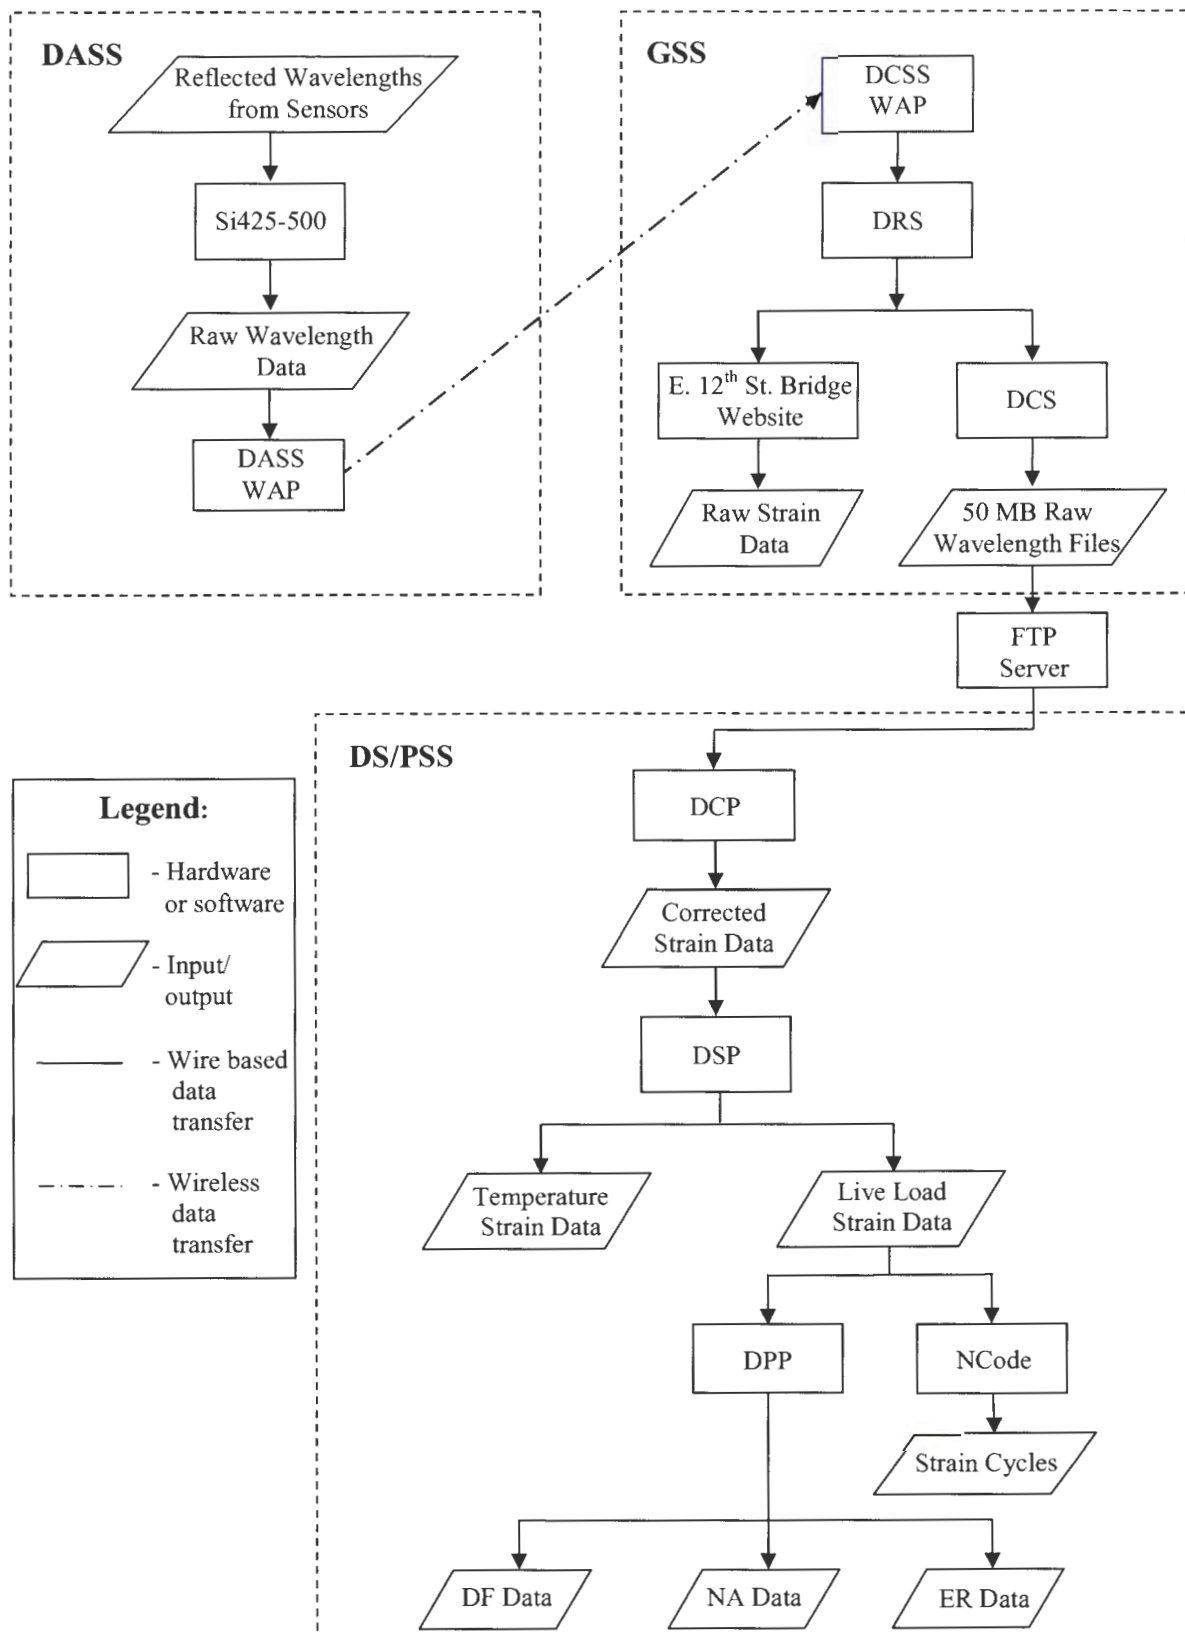 DASS
Reflected Wavelengths
from Sensors
Si425-500
Raw Wavelength
Data
DASS
WAP
GSS
DCSS
WAP
DRS
E. 12th St. Bridge
Website
DCS
Raw Strain
Data
50 MB Raw
Wavelength Files
FTP
Server
DS/PSS
DCP
Corrected
Strain Data
DSP
Temperature
Strain Data
Live Load
Strain Data
DPP
NCode
Strain Cycles
DF Data
NA Data
ER Data
Legend:
- Hardware
or software
- Input/
output
- Wire based
data
transfer
- Wireless
data
transfer